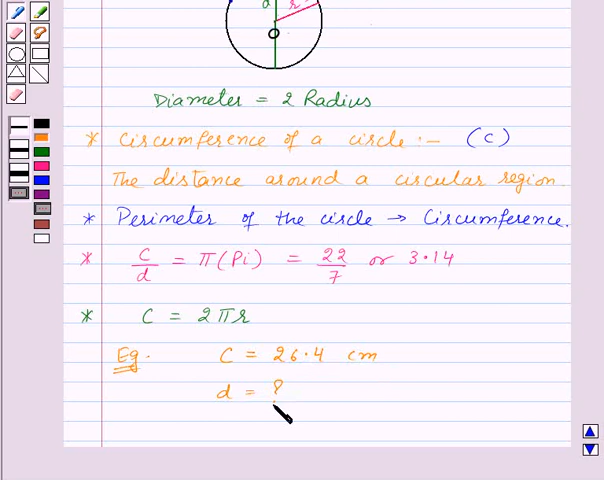 d r
O
Diameter = 2 Radius
* Circumference of a circle :- (C)
The distance around a circular region.
* Perimeter of the circle → Circumference.
* C/d = π (Pi) = 22/7 or 3.14
* C = 2πr
Eg. C = 26.4 cm
d = ?